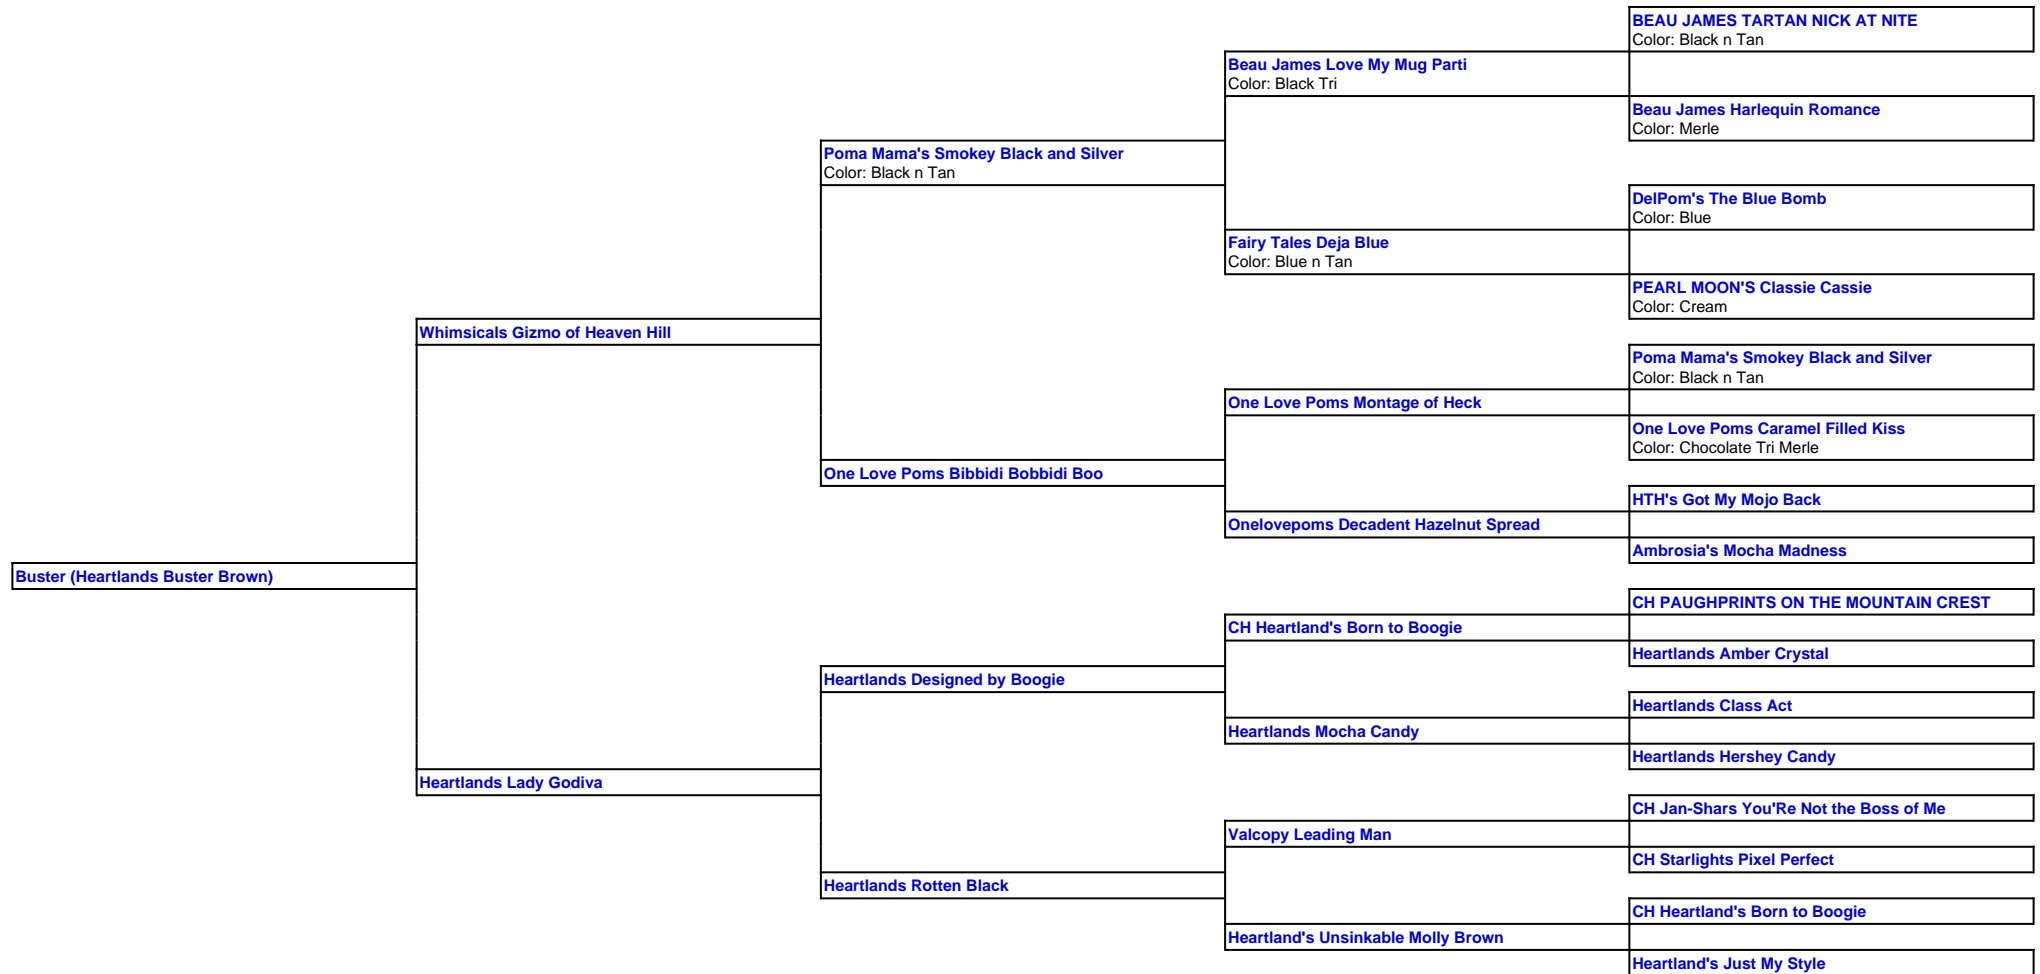 BEAU JAMES TARTAN NICK AT NITE
Color: Black n Tan
Beau James Love My Mug Parti
Color: Black Tri
Beau James Harlequin Romance
Color: Merle
Poma Mama's Smokey Black and Silver
Color: Black n Tan
DelPom's The Blue Bomb
Color: Blue
Fairy Tales Deja Blue
Color: Blue n Tan
PEARL MOON'S Classie Cassie
Color: Cream
Whimsicals Gizmo of Heaven Hill
Poma Mama's Smokey Black and Silver
Color: Black n Tan
One Love Poms Montage of Heck
One Love Poms Caramel Filled Kiss
Color: Chocolate Tri Merle
One Love Poms Bibbidi Bobbidi Boo
HTH's Got My Mojo Back
Onelovepoms Decadent Hazelnut Spread
Ambrosia's Mocha Madness
Buster (Heartlands Buster Brown)
CH PAUGHPRINTS ON THE MOUNTAIN CREST
CH Heartland's Born to Boogie
Heartlands Amber Crystal
Heartlands Designed by Boogie
Heartlands Class Act
Heartlands Mocha Candy
Heartlands Hershey Candy
Heartlands Lady Godiva
CH Jan-Shars You'Re Not the Boss of Me
Valcopy Leading Man
CH Starlights Pixel Perfect
Heartlands Rotten Black
CH Heartland's Born to Boogie
Heartland's Unsinkable Molly Brown
Heartland's Just My Style